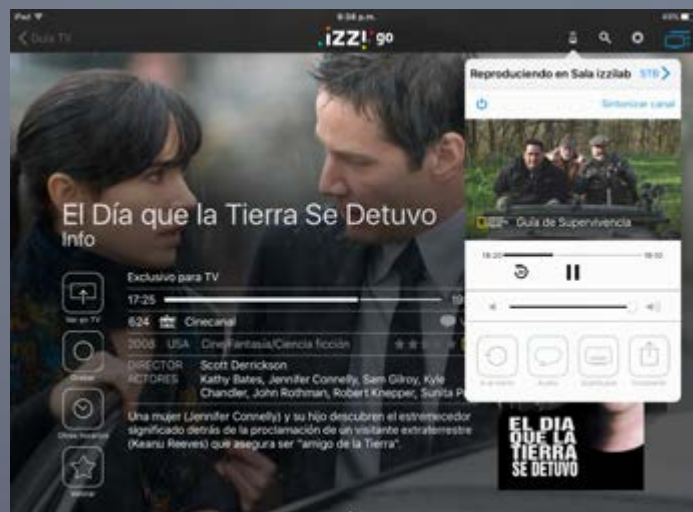 iPad
9:34 p.m.
Guía TV
izzi go
Reproduciendo en Sala izzilab STB
Sintonizar canal
Guía de Supervivencia
El Día que la Tierra Se Detuvo
Info
Exclusivo para TV
17:25
Ver en TV
624 Cinecanal
2008 USA Cine/Fantasía/Ciencia ficción
Grabar
DIRECTOR Scott Derrickson
ACTORES Kathy Bates, Jennifer Connelly, Sam Gilroy, Kyle
Chandler, John Rothman, Robert Knepper, Sunita
Otros horarios
Una mujer (Jennifer Connelly) y su hijo descubren el estremecedor
significado detrás de la proclamación de un visitante extraterrestre
(Keanu Reeves) que asegura ser "amigo de la Tierra".
Valorar
Audio
EL DIA
QUE LA
TIERRA
SE DETUVO